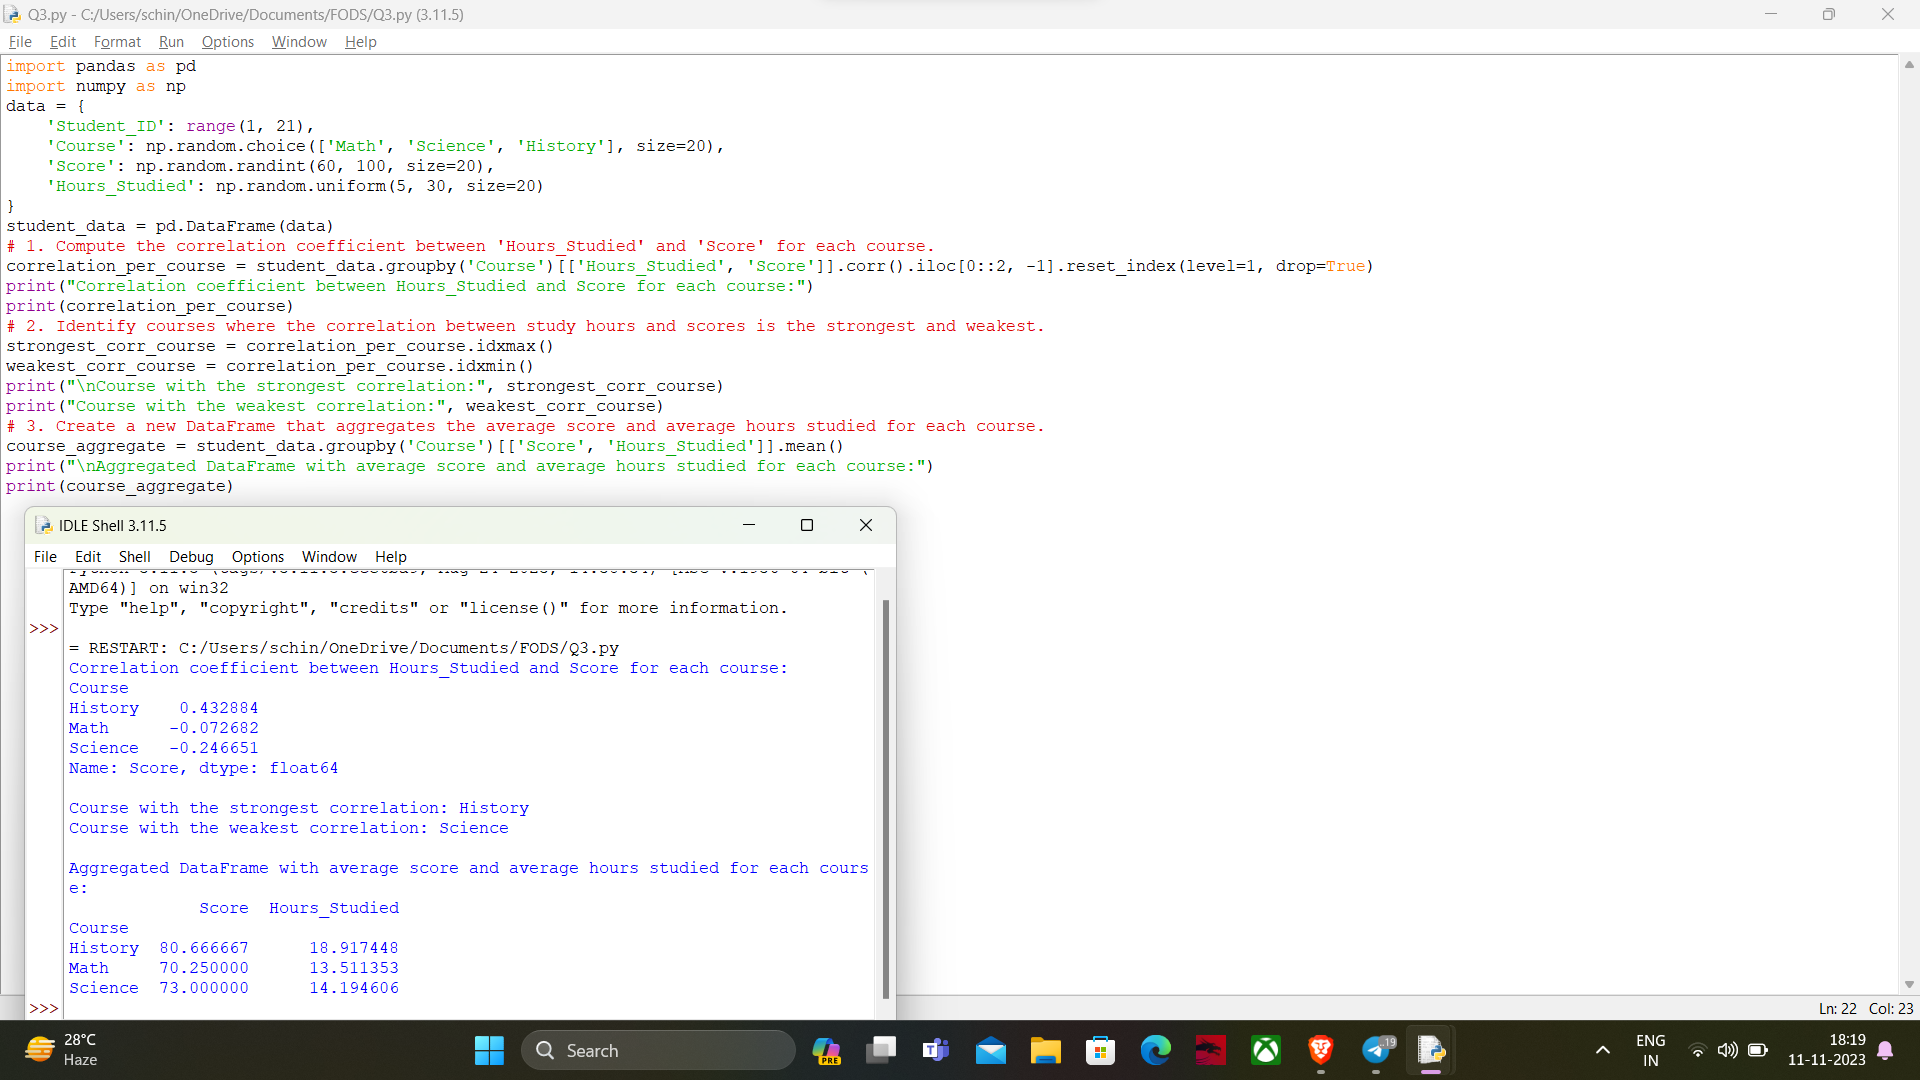 Q3.py - C:/Users/schin/OneDrive/Documents/FODS/Q3.py (3.11.5)
File Edit Format Run Options Window Help
import pandas as pd
import numpy as np
data = {
    'Student_ID': range(1, 21),
    'Course': np.random.choice(['Math', 'Science', 'History'], size=20),
    'Score': np.random.randint(60, 100, size=20),
    'Hours_Studied': np.random.uniform(5, 30, size=20)
}
student_data = pd.DataFrame(data)
# 1. Compute the correlation coefficient between 'Hours_Studied' and 'Score' for each course.
correlation_per_course = student_data.groupby('Course')[['Hours_Studied', 'Score']].corr().iloc[0::2, -1].reset_index(level=1, drop=True)
print("Correlation coefficient between Hours_Studied and Score for each course:")
print(correlation_per_course)
# 2. Identify courses where the correlation between study hours and scores is the strongest and weakest.
strongest_corr_course = correlation_per_course.idxmax()
weakest_corr_course = correlation_per_course.idxmin()
print("\nCourse with the strongest correlation:", strongest_corr_course)
print("Course with the weakest correlation:", weakest_corr_course)
# 3. Create a new DataFrame that aggregates the average score and average hours studied for each course.
course_aggregate = student_data.groupby('Course')[['Score', 'Hours_Studied']].mean()
print("\nAggregated DataFrame with average score and average hours studied for each course:")
print(course_aggregate)
IDLE Shell 3.11.5
File Edit Shell Debug Options Window Help
AMD64)] on win32
Type "help", "copyright", "credits" or "license()" for more information.
>>>
= RESTART: C:/Users/schin/OneDrive/Documents/FODS/Q3.py
Correlation coefficient between Hours_Studied and Score for each course:
Course
History    0.432884
Math      -0.072682
Science   -0.246651
Name: Score, dtype: float64
Course with the strongest correlation: History
Course with the weakest correlation: Science
Aggregated DataFrame with average score and average hours studied for each cours
e:
             Score  Hours_Studied
Course
History  80.666667      18.917448
Math     70.250000      13.511353
Science  73.000000      14.194606
>>>
Ln: 22 Col: 23
28°C
Haze
Search
PRE
19
ENG
IN
18:19
11-11-2023